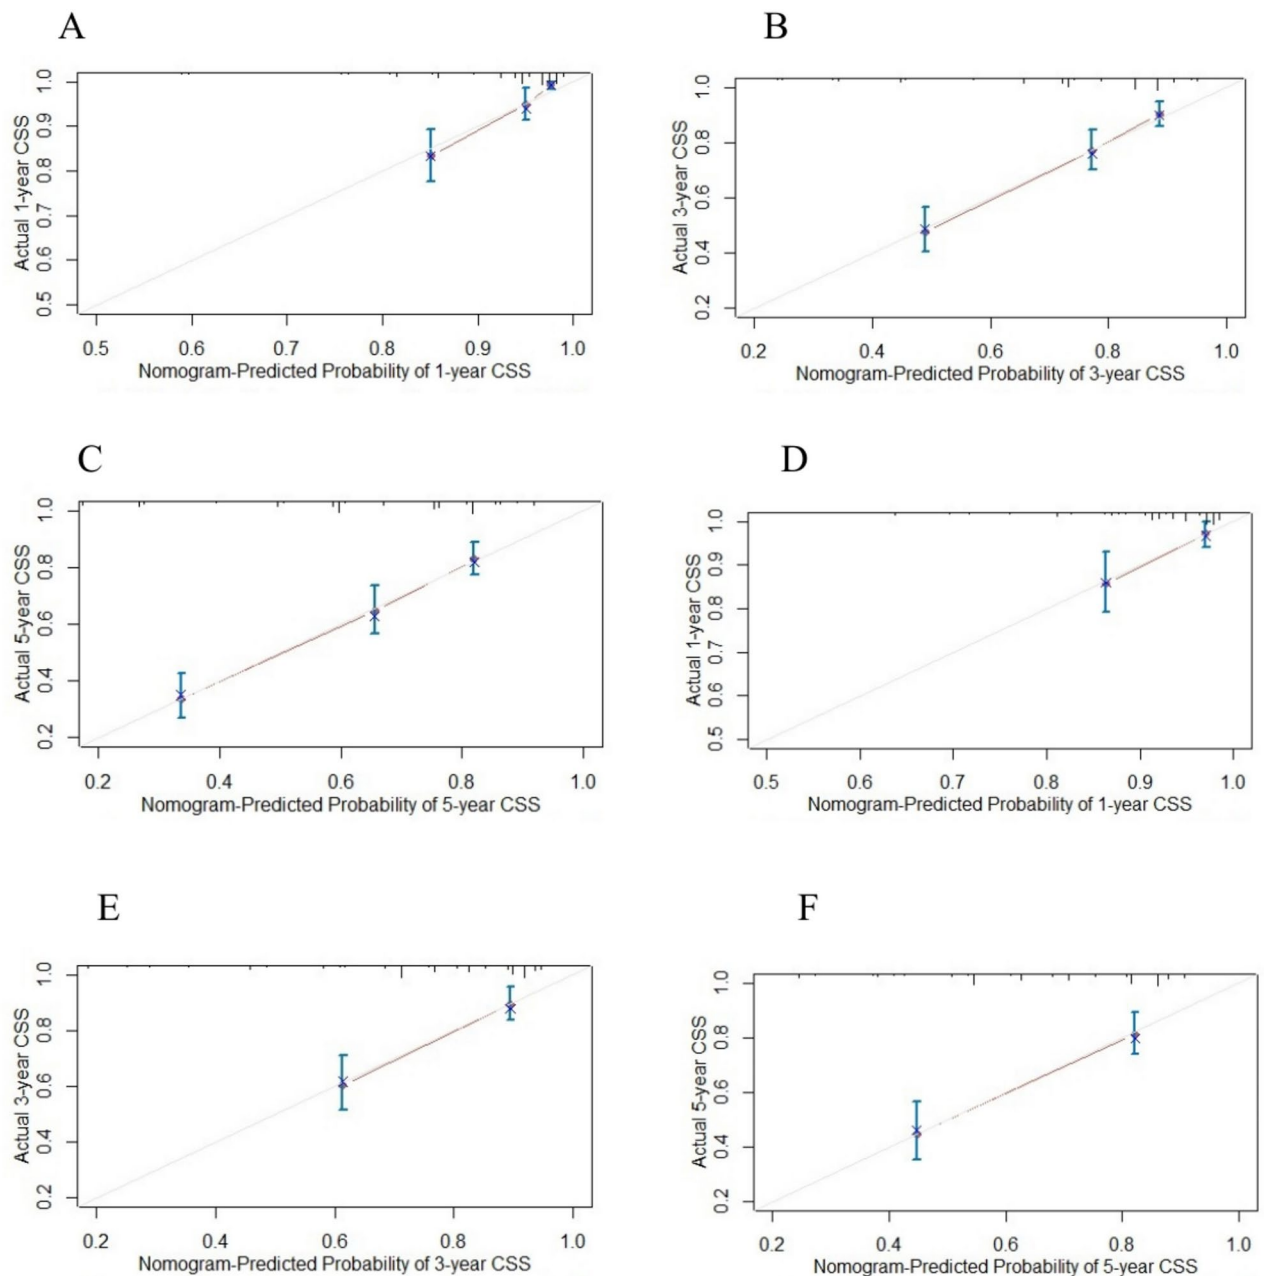 A
Actual 1-year CSS
1.0
0.9
0.8
0.7
0.6
0.5
0.5 0.6 0.7 0.8 0.9 1.0
Nomogram-Predicted Probability of 1-year CSS
B
Actual 3-year CSS
1.0
0.8
0.6
0.4
0.2
0.2 0.4 0.6 0.8 1.0
Nomogram-Predicted Probability of 3-year CSS
C
Actual 5-year CSS
1.0
0.8
0.6
0.4
0.2
0.2 0.4 0.6 0.8 1.0
Nomogram-Predicted Probability of 5-year CSS
D
Actual 1-year CSS
1.0
0.9
0.8
0.7
0.6
0.5
0.5 0.6 0.7 0.8 0.9 1.0
Nomogram-Predicted Probability of 1-year CSS
E
Actual 3-year CSS
1.0
0.8
0.6
0.4
0.2
0.2 0.4 0.6 0.8 1.0
Nomogram-Predicted Probability of 3-year CSS
F
Actual 5-year CSS
1.0
0.8
0.6
0.4
0.2
0.2 0.4 0.6 0.8 1.0
Nomogram-Predicted Probability of 5-year CSS